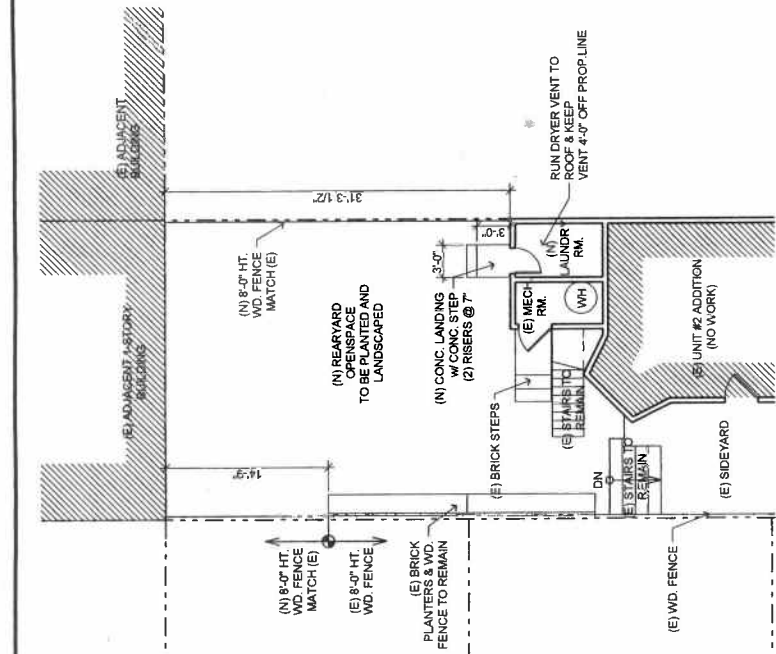 (E) ADJACENT
BUILDING
(E) ADJACENT 1-STORY
BUILDING
31'-3 1/2"
(N) 8'-0" HT.
WD. FENCE
MATCH (E)
RUN DRYER VENT TO
ROOF & KEEP
VENT 4'-0" OFF PROP.LINE
3'-0"
3'-0"
(N)
LAUNDR
RM.
(N) REARYARD
OPENSPACE
TO BE PLANTED AND
LANDSCAPED
(N) CONC. LANDING
W/ CONC. STEP
(2) RISERS @ 7"
(E) MECH
RM.
WH
(E) UNIT #2 ADDITION
(NO WORK)
14'-9"
(E) BRICK STEPS
(E) STAIRS TO
REMAIN
DN
(E) STAIRS TO
REMAIN
(E) SIDEYARD
(N) 8'-0" HT.
WD. FENCE
MATCH (E)
(E) 8'-0" HT.
WD. FENCE
(E) BRICK
PLANTERS & WD.
FENCE TO REMAIN
(E) WD. FENCE